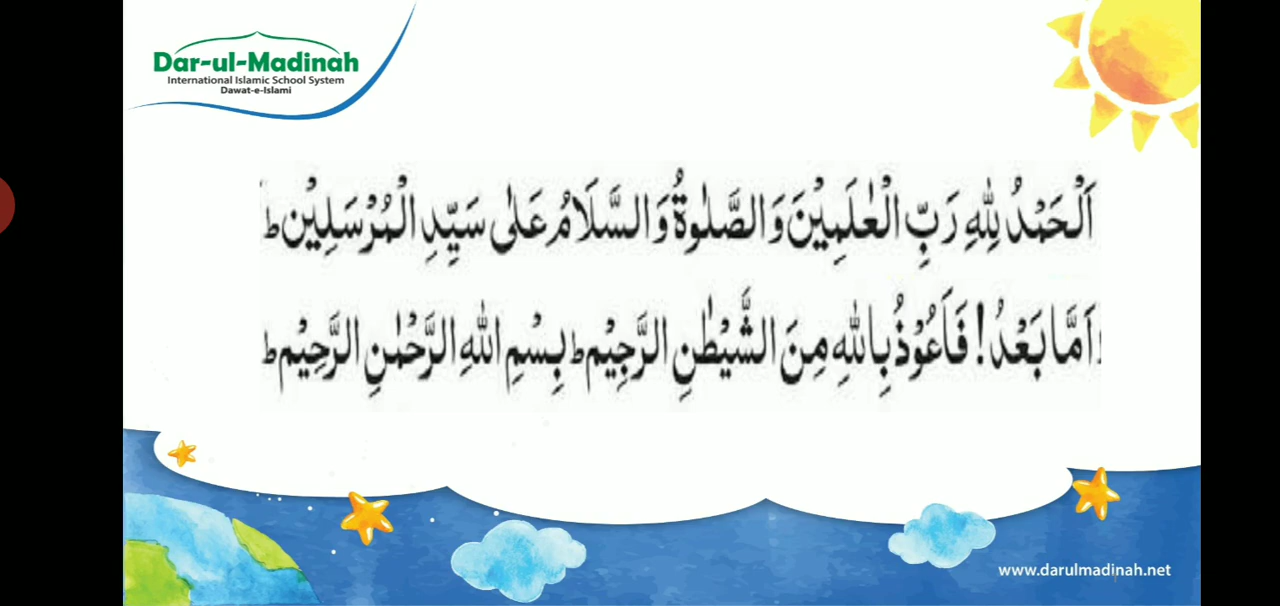 Dar-ul-Madinah
International Islamic School System
Dawat-e-Islami
اَلْحَمْدُ لِلّٰهِ رَبِّ الْعٰلَمِيْنَ وَالصَّلٰوةُ وَالسَّلَامُ عَلٰى سَيِّدِ الْمُرْسَلِيْن ط
اَمَّا بَعْدُ! فَاَعُوْذُ بِاللّٰهِ مِنَ الشَّيْطٰنِ الرَّجِيْم ط بِسْمِ اللّٰهِ الرَّحْمٰنِ الرَّحِيْم ط
www.darulmadinah.net